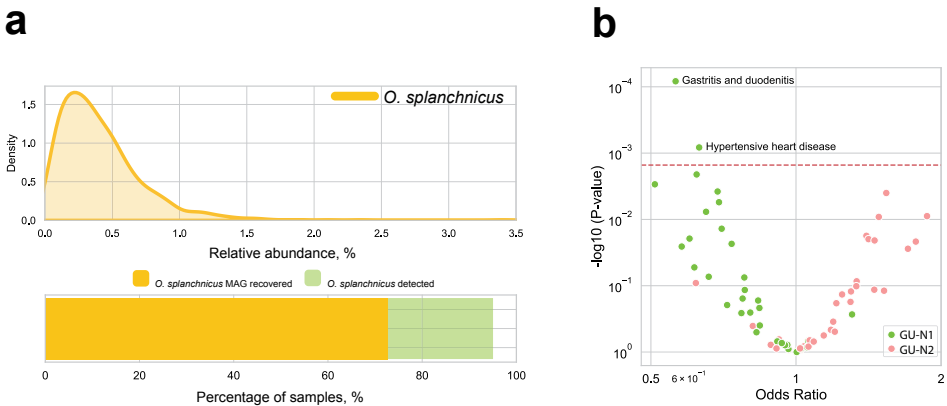 a
O. splanchnicus
Density
1.5
1.0
0.5
0.0
0.0 0.5 1.0 1.5 2.0 2.5 3.0 3.5
Relative abundance, %
O. splanchnicus MAG recovered
O. splanchnicus detected
0 20 40 60 80 100
Percentage of samples, %
b
Gastritis and duodenitis
Hypertensive heart disease
-log10 (P-value)
10⁻⁴
10⁻³
10⁻²
10⁻¹
10⁰
GU-N1
GU-N2
0.5 6 × 10⁻¹ 1 2
Odds Ratio